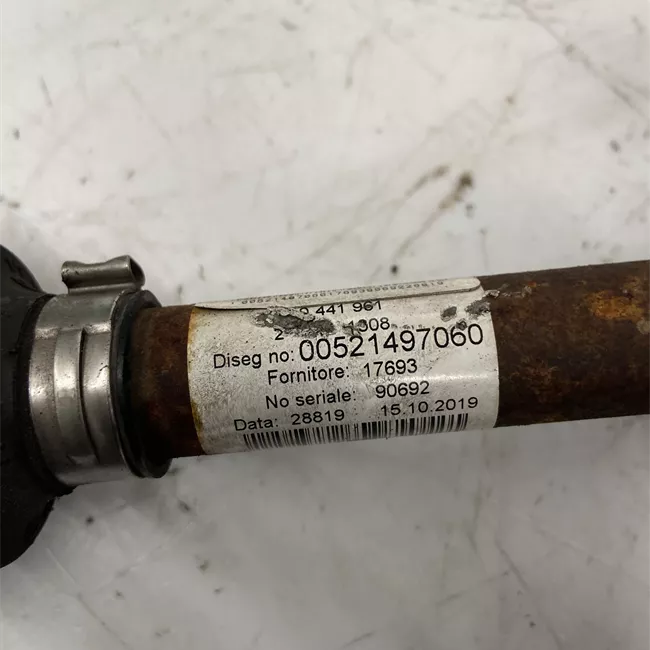 441 961
1308
Diseg no: 00521497060
Fornitore: 17693
No seriale: 90692
Data: 28819 15.10.2019